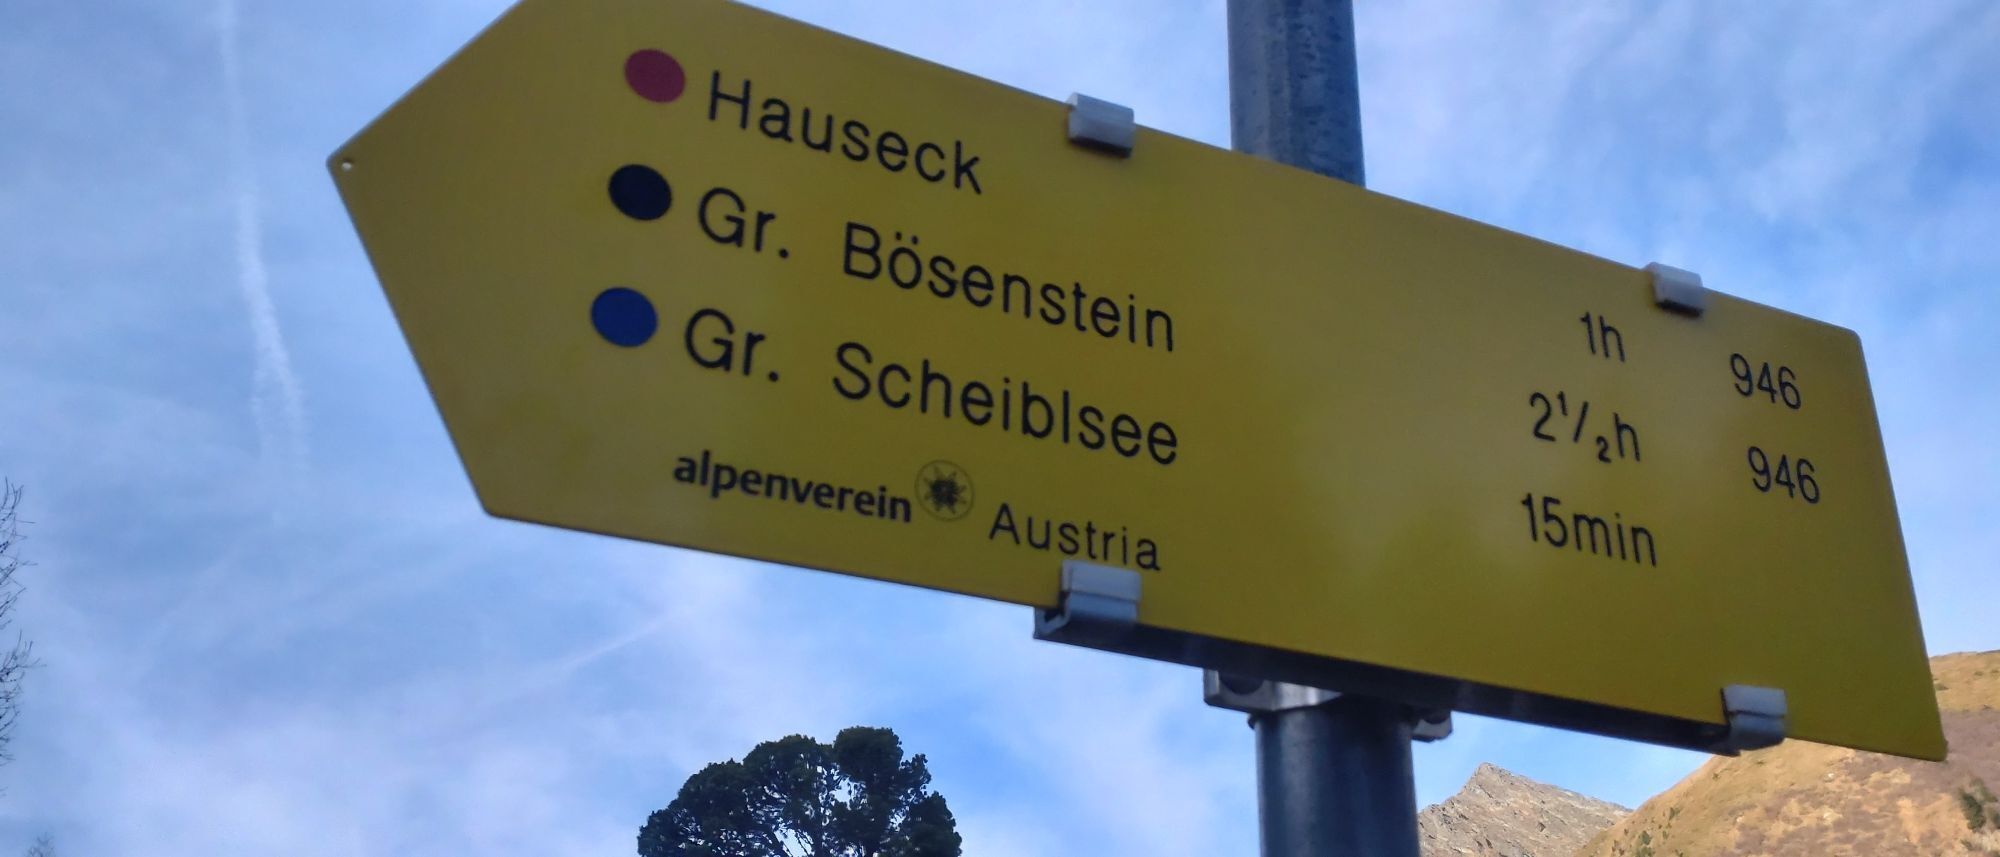 Hauseck 1h 946
Gr. Bösenstein 2½h 946
Gr. Scheiblsee 15min
alpenverein Austria